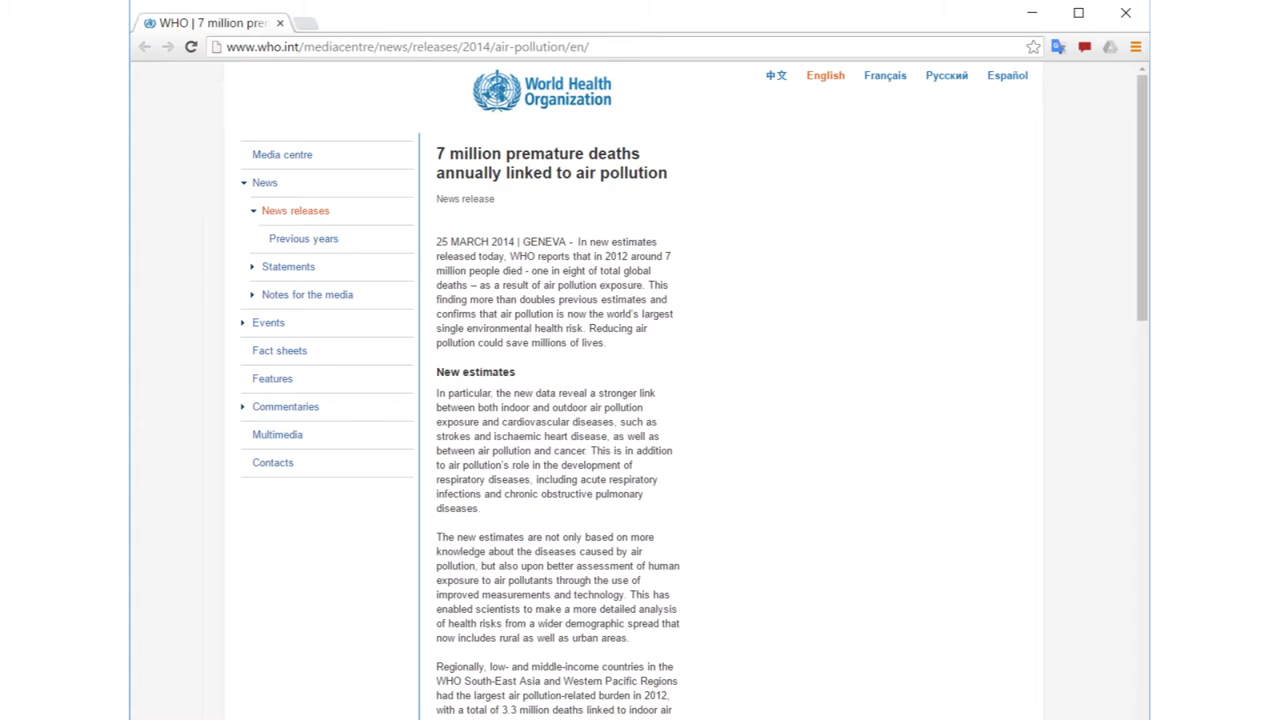 WHO | 7 million prem
www.who.int/mediacentre/news/releases/2014/air-pollution/en/
World Health
Organization
中文 English Français Русский Español
Media centre
News
News releases
Previous years
Statements
Notes for the media
Events
Fact sheets
Features
Commentaries
Multimedia
Contacts
7 million premature deaths
annually linked to air pollution
News release
25 MARCH 2014 | GENEVA - In new estimates
released today, WHO reports that in 2012 around 7
million people died - one in eight of total global
deaths – as a result of air pollution exposure. This
finding more than doubles previous estimates and
confirms that air pollution is now the world's largest
single environmental health risk. Reducing air
pollution could save millions of lives.
New estimates
In particular, the new data reveal a stronger link
between both indoor and outdoor air pollution
exposure and cardiovascular diseases, such as
strokes and ischaemic heart disease, as well as
between air pollution and cancer. This is in addition
to air pollution's role in the development of
respiratory diseases, including acute respiratory
infections and chronic obstructive pulmonary
diseases.
The new estimates are not only based on more
knowledge about the diseases caused by air
pollution, but also upon better assessment of human
exposure to air pollutants through the use of
improved measurements and technology. This has
enabled scientists to make a more detailed analysis
of health risks from a wider demographic spread that
now includes rural as well as urban areas.
Regionally, low- and middle-income countries in the
WHO South-East Asia and Western Pacific Regions
had the largest air pollution-related burden in 2012,
with a total of 3.3 million deaths linked to indoor air